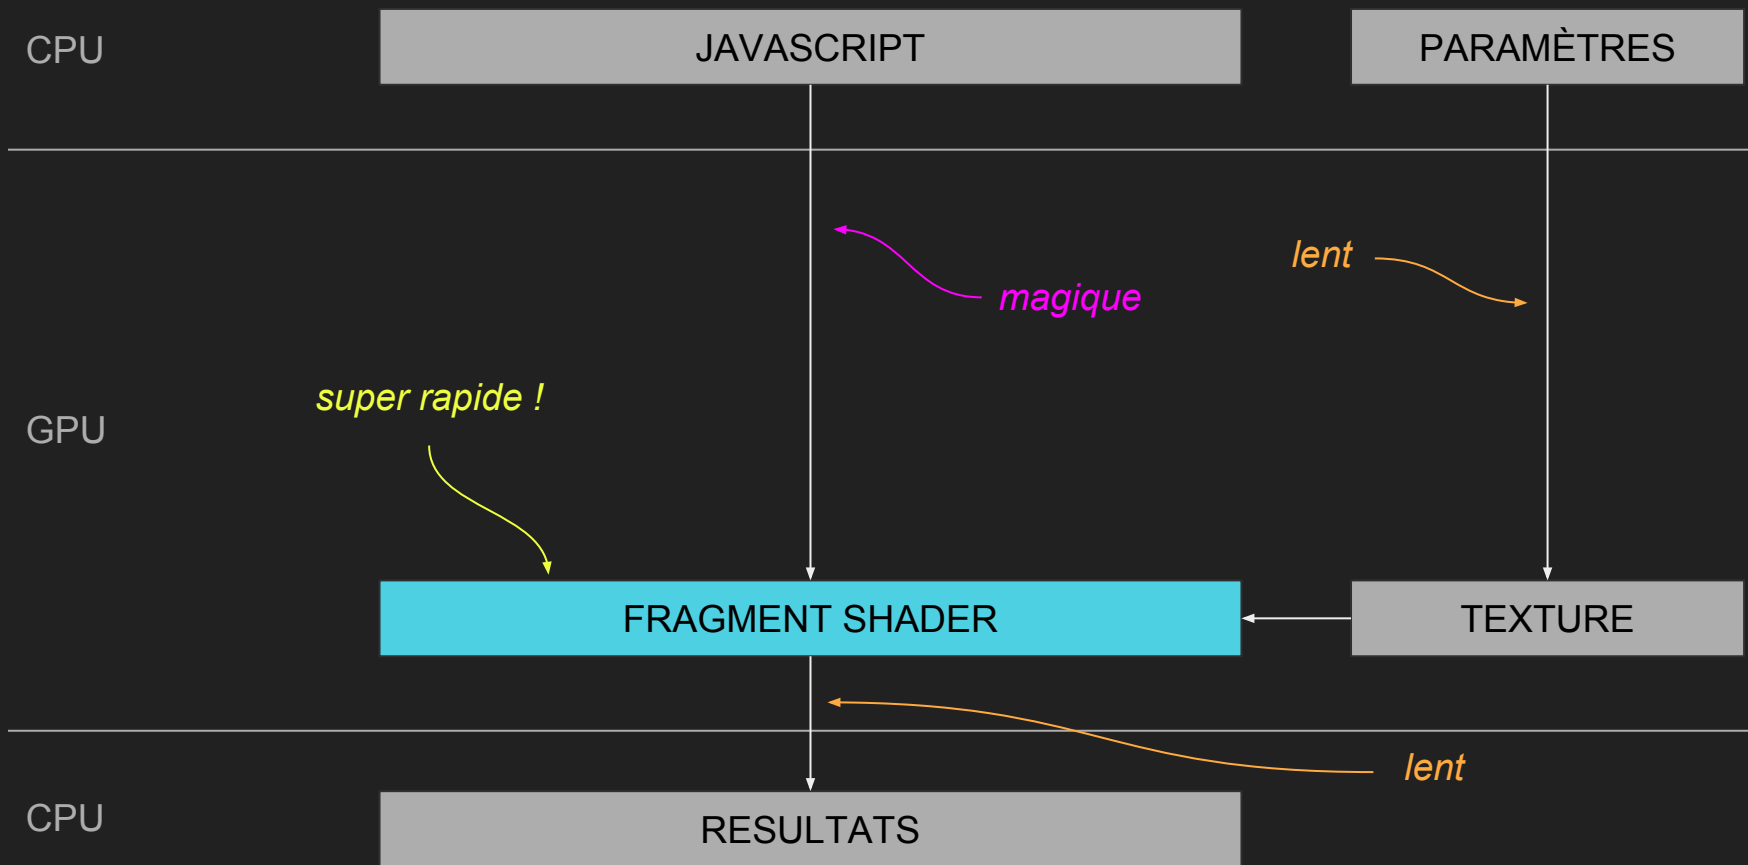 CPU
JAVASCRIPT
PARAMÈTRES
lent
magique
super rapide !
GPU
FRAGMENT SHADER
TEXTURE
lent
CPU
RESULTATS